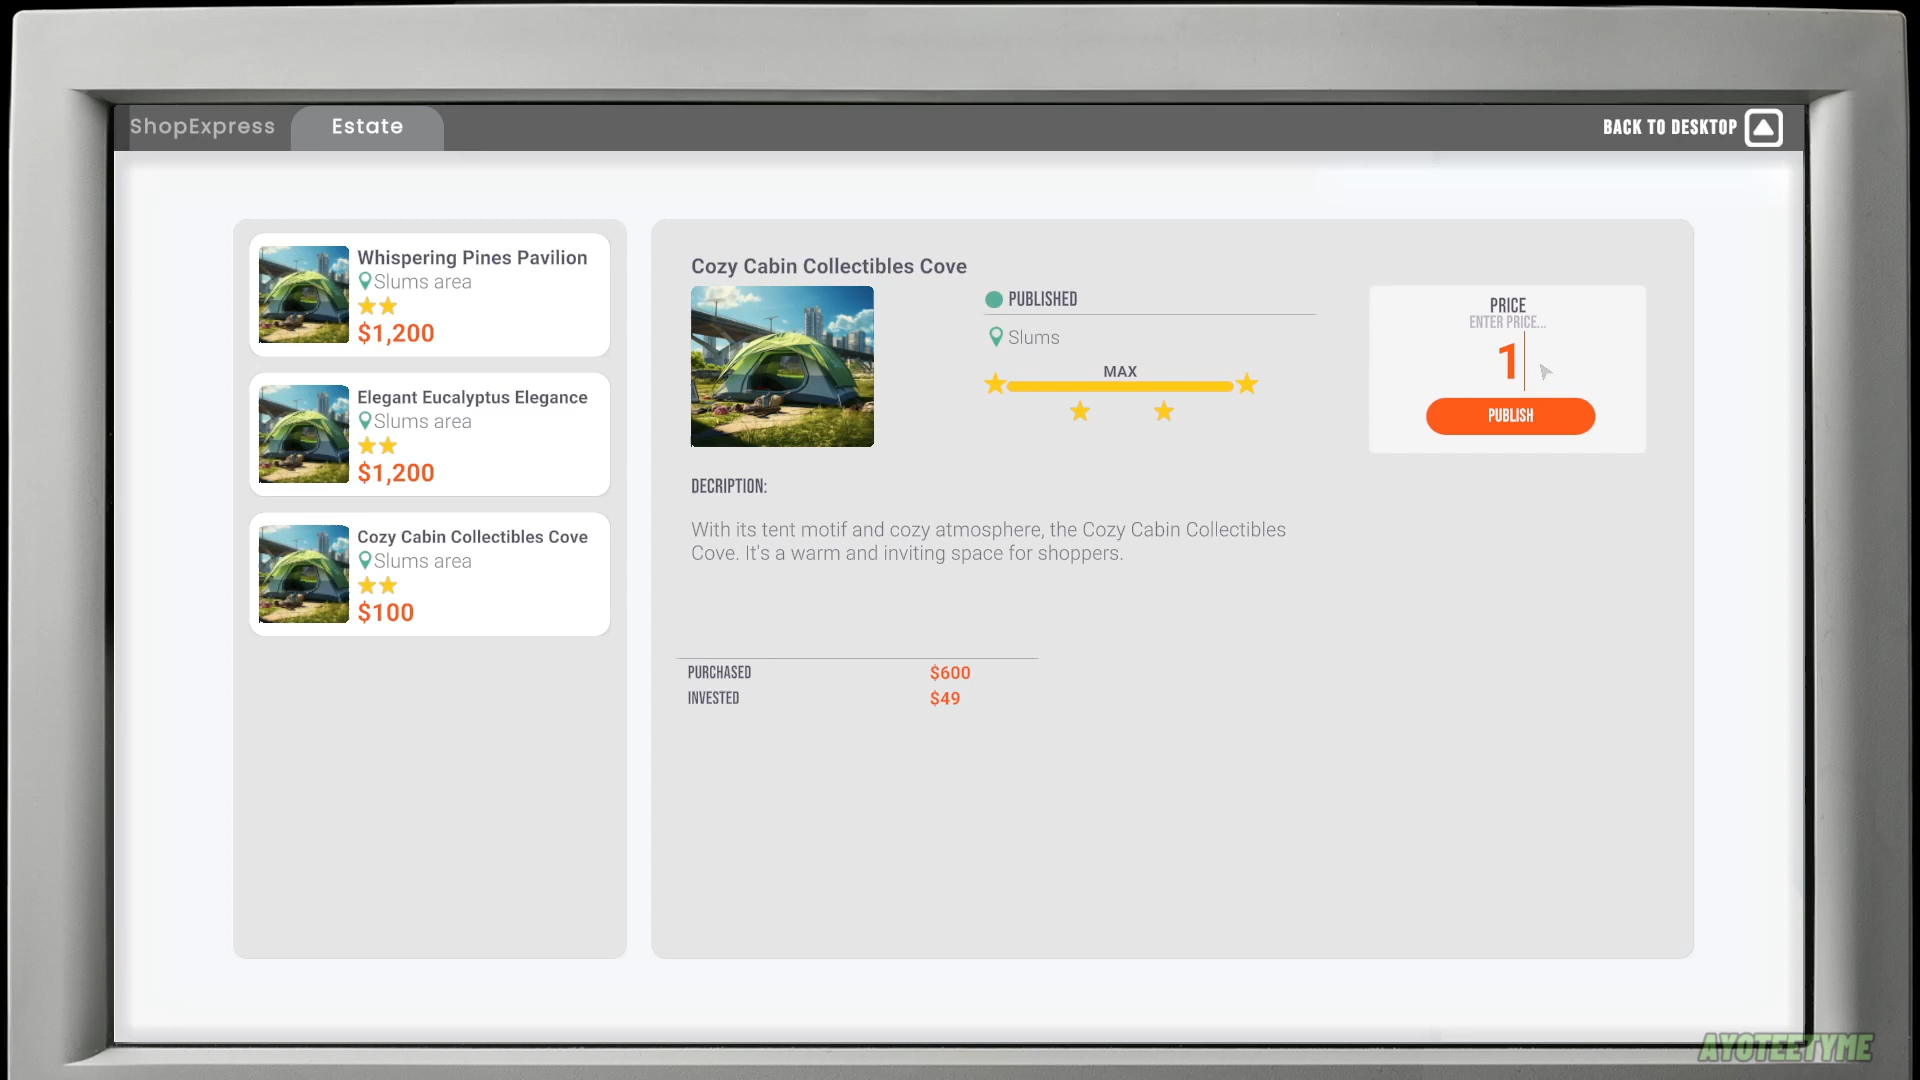 ShopExpress
Estate
BACK TO DESKTOP
Whispering Pines Pavilion
Slums area
$1,200
Elegant Eucalyptus Elegance
Slums area
$1,200
Cozy Cabin Collectibles Cove
Slums area
$100
Cozy Cabin Collectibles Cove
PUBLISHED
Slums
MAX
PRICE
ENTER PRICE...
1
PUBLISH
DECRIPTION:
With its tent motif and cozy atmosphere, the Cozy Cabin Collectibles
Cove. It's a warm and inviting space for shoppers.
PURCHASED $600
INVESTED $49
AYOTEETYME